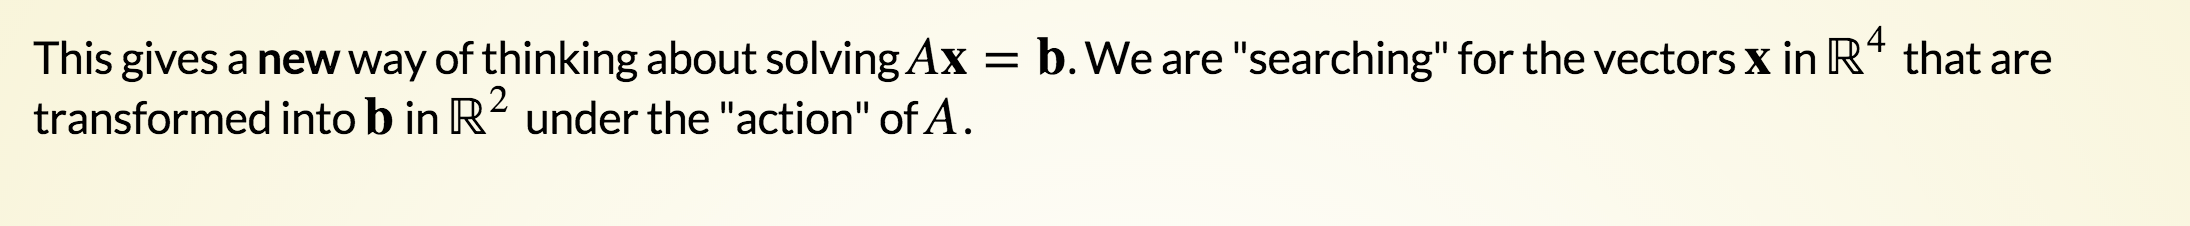 This gives a new way of thinking about solving Ax = b. We are "searching" for the vectors x in ℝ⁴ that are
transformed into b in ℝ² under the "action" of A.